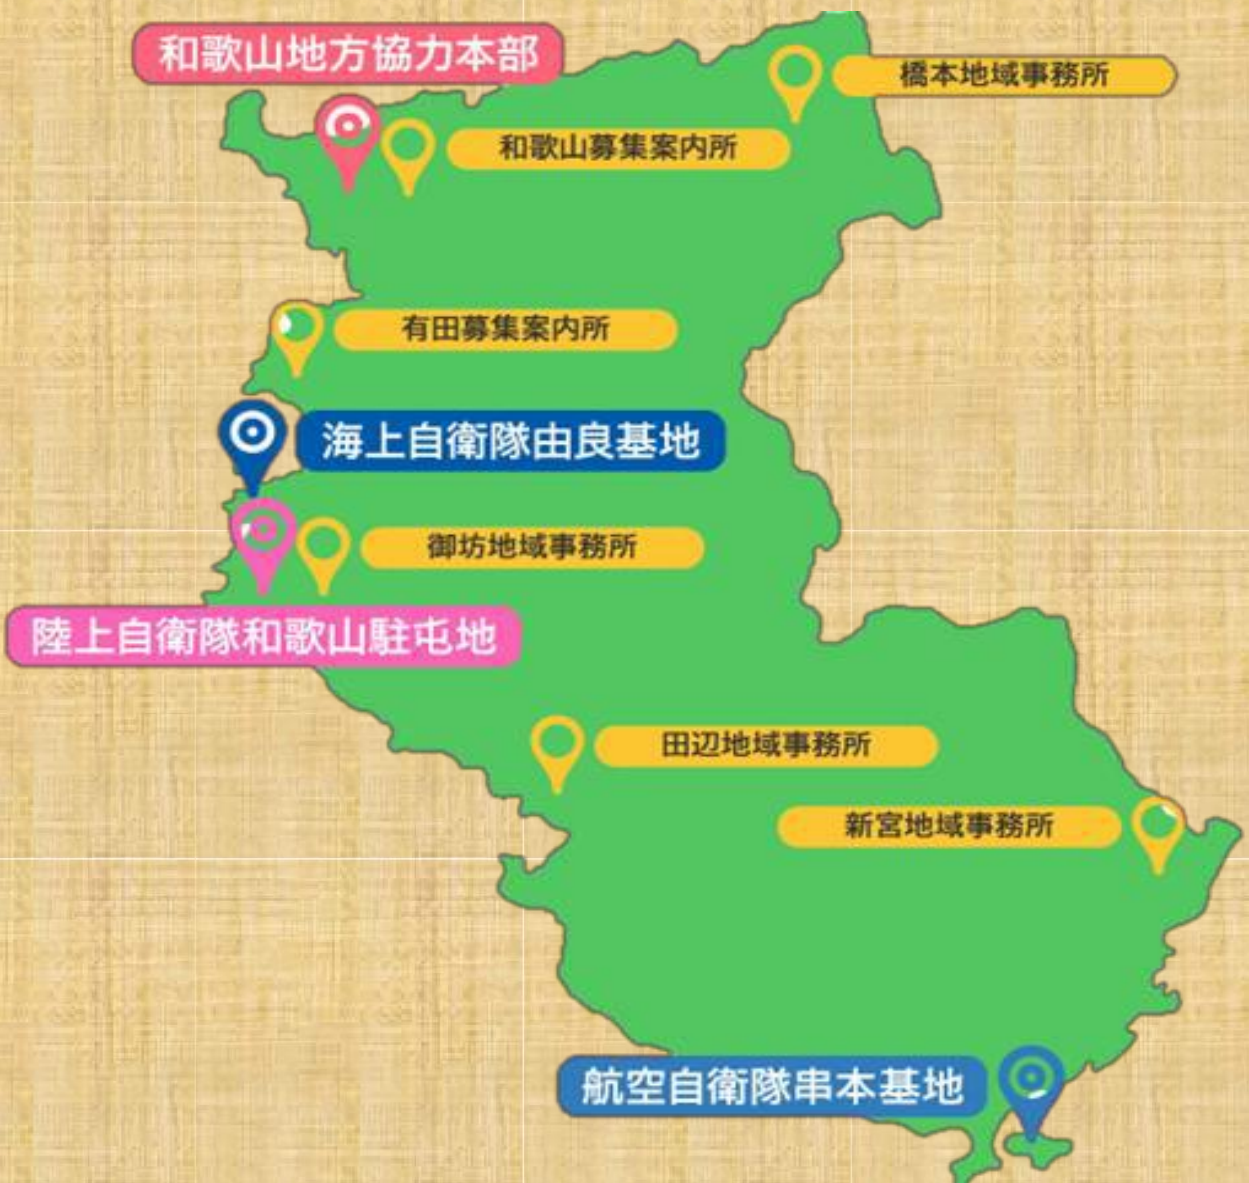 和歌山地方協力本部
橋本地域事務所
和歌山募集案内所
有田募集案内所
海上自衛隊由良基地
御坊地域事務所
陸上自衛隊和歌山駐屯地
田辺地域事務所
新宮地域事務所
航空自衛隊串本基地